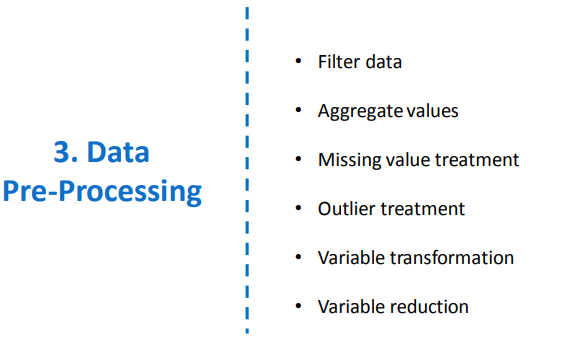 3. Data
Pre-Processing
• Filter data
• Aggregate values
• Missing value treatment
• Outlier treatment
• Variable transformation
• Variable reduction